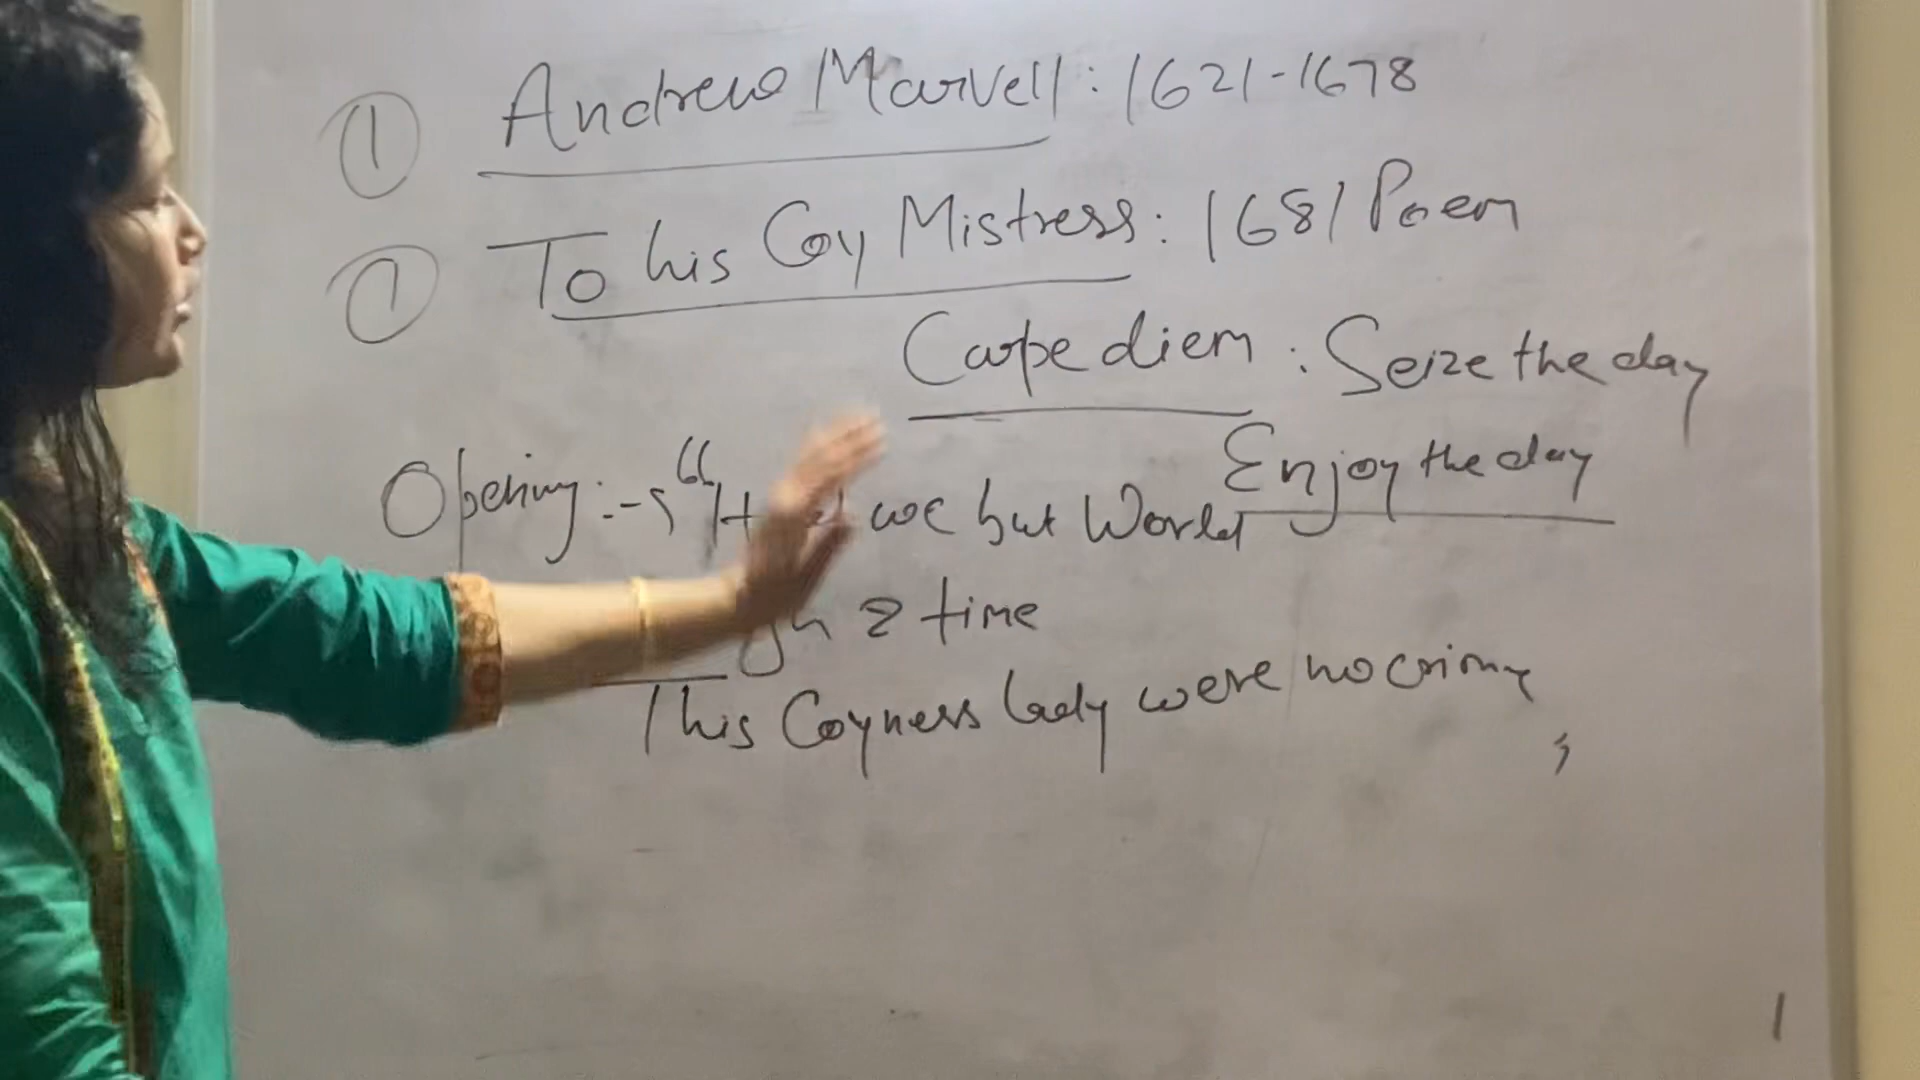 ① Andrew Marvell: 1621-1678
① To his Coy Mistress: 1681 Poem
Carpe diem : Seize the day
Enjoy the day
Opening :- “ we but World
& time
This Coyness lady were no crime,